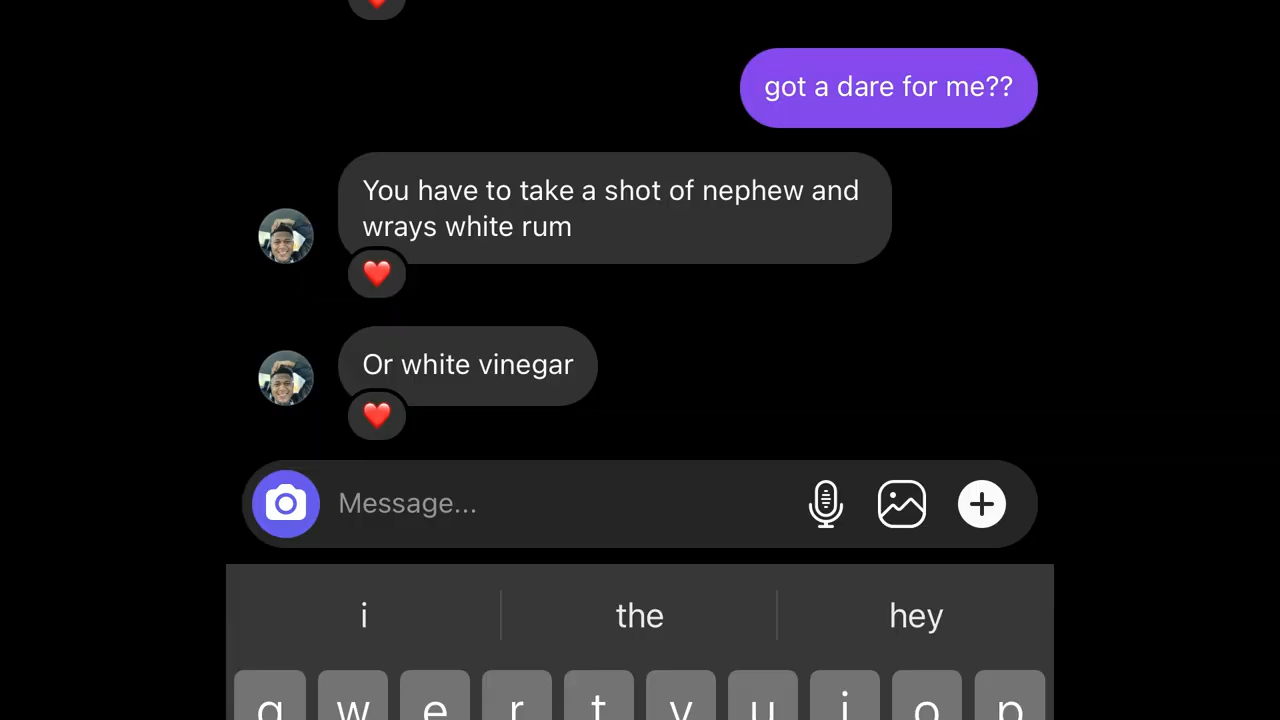 got a dare for me??
You have to take a shot of nephew and
wrays white rum
Or white vinegar
Message...
i the hey
q w e r t y u i o p